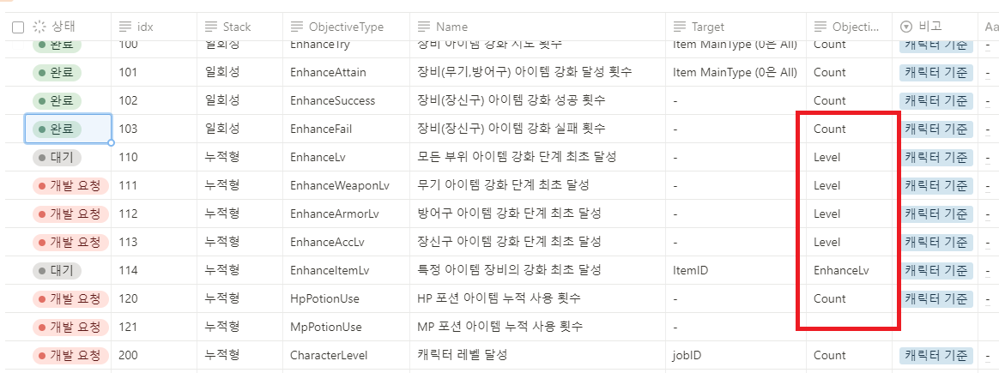 상태 idx Stack ObjectiveType Name Target Objecti... 비고 Aa
완료 100 일회성 EnhanceTry 장비 아이템 강화 시도 횟수 Item MainType (0은 All) Count 캐릭터 기준 -
완료 101 일회성 EnhanceAttain 장비(무기,방어구) 아이템 강화 달성 횟수 Item MainType (0은 All) Count 캐릭터 기준 -
완료 102 일회성 EnhanceSuccess 장비(장신구) 아이템 강화 성공 횟수 - Count 캐릭터 기준 -
완료 103 일회성 EnhanceFail 장비(장신구) 아이템 강화 실패 횟수 - Count 캐릭터 기준 -
대기 110 누적형 EnhanceLv 모든 부위 아이템 강화 단계 최초 달성 - Level 캐릭터 기준 -
개발 요청 111 누적형 EnhanceWeaponLv 무기 아이템 강화 단계 최초 달성 - Level 캐릭터 기준 -
개발 요청 112 누적형 EnhanceArmorLv 방어구 아이템 강화 단계 최초 달성 - Level 캐릭터 기준 -
개발 요청 113 누적형 EnhanceAccLv 장신구 아이템 강화 단계 최초 달성 - Level 캐릭터 기준 -
대기 114 누적형 EnhanceItemLv 특정 아이템 장비의 강화 최초 달성 ItemID EnhanceLv 캐릭터 기준 -
개발 요청 120 누적형 HpPotionUse HP 포션 아이템 누적 사용 횟수 - Count 캐릭터 기준 -
개발 요청 121 누적형 MpPotionUse MP 포션 아이템 누적 사용 횟수 - -
개발 요청 200 누적형 CharacterLevel 캐릭터 레벨 달성 jobID Count 캐릭터 기준 -